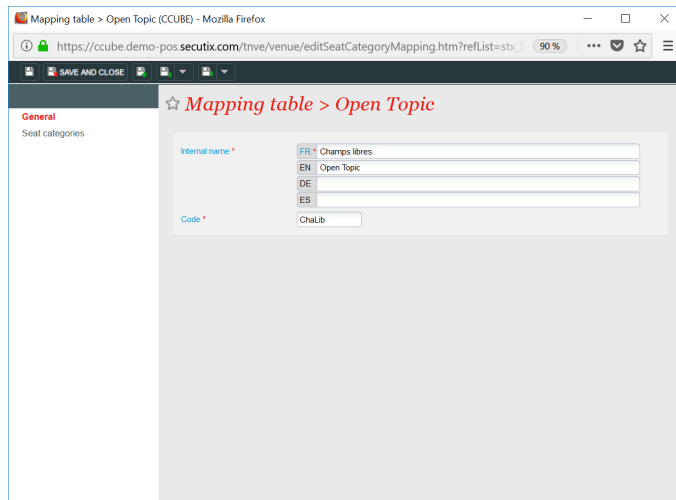 Mapping table > Open Topic (CCUBE) - Mozilla Firefox
https://ccube.demo-pos.secutix.com/tnve/venue/editSeatCategoryMapping.htm?refList=stx_S 90 %
SAVE AND CLOSE
Mapping table > Open Topic
General
Seat categories
Internal name *
FR * Champs libres
EN Open Topic
DE
ES
Code * ChaLib